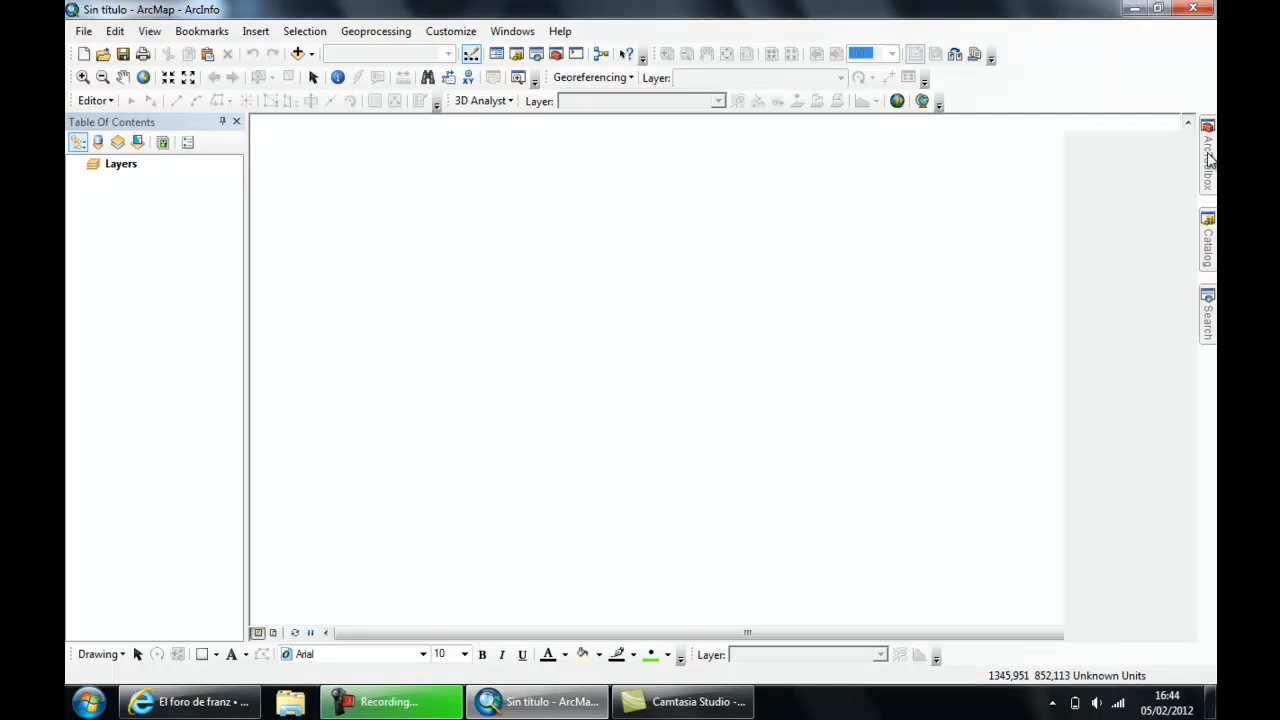 Sin título - ArcMap - ArcInfo
File Edit View Bookmarks Insert Selection Geoprocessing Customize Windows Help
Georeferencing Layer:
Editor 3D Analyst Layer:
Table Of Contents
Layers
ArcToolbox
Catalog
Search
Drawing Arial 10 B I U A Layer:
1345,951 852,113 Unknown Units
El foro de franz • ...
Recording...
Sin título - ArcMa...
Camtasia Studio - ...
16:44
05/02/2012